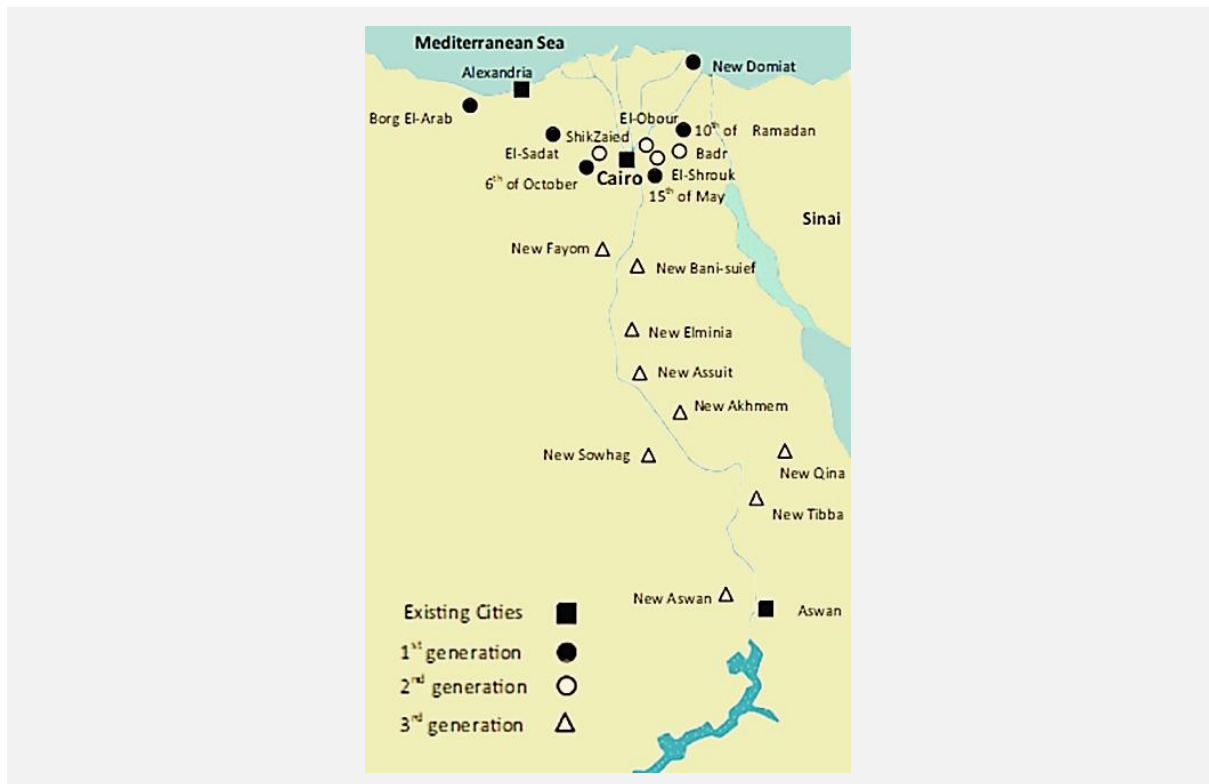 Mediterranean Sea
Alexandria
New Domiat
Borg El-Arab
El-Obour
10th of Ramadan
ShikZaied
El-Sadat
Badr
6th of October
Cairo
El-Shrouk
15th of May
Sinai
New Fayom
New Bani-suief
New Elminia
New Assuit
New Akhmem
New Sowhag
New Qina
New Tibba
New Aswan
Aswan
Existing Cities
1st generation
2nd generation
3rd generation